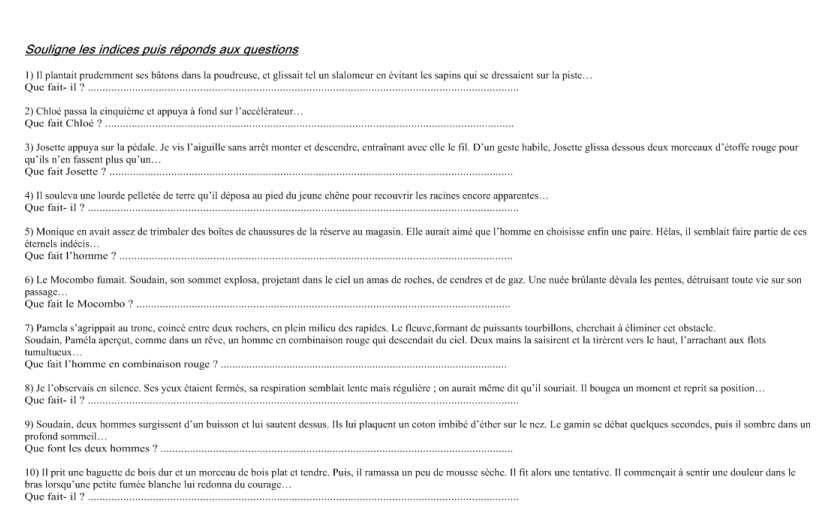 Souligne les indices puis réponds aux questions
1) Il plantait prudemment ses bâtons dans la poudreuse, et glissait tel un slalomeur en évitant les sapins qui se dressaient sur la piste…
Que fait- il ? ..........................................................................................................................................
2) Chloé passa la cinquième et appuya à fond sur l'accélérateur…
Que fait Chloé ? ..........................................................................................................................................
3) Josette appuya sur la pédale. Je vis l'aiguille sans arrêt monter et descendre, entraînant avec elle le fil. D'un geste habile, Josette glissa dessous deux morceaux d'étoffe rouge pour
qu'ils n'en fassent plus qu'un…
Que fait Josette ? ..........................................................................................................................................
4) Il souleva une lourde pelletée de terre qu'il déposa au pied du jeune chêne pour recouvrir les racines encore apparentes…
Que fait- il ? ..........................................................................................................................................
5) Monique en avait assez de trimbaler des boîtes de chaussures de la réserve au magasin. Elle aurait aimé que l'homme en choisisse enfin une paire. Hélas, il semblait faire partie de ces
éternels indécis…
Que fait l'homme ? ..........................................................................................................................................
6) Le Mocombo fumait. Soudain, son sommet explosa, projetant dans le ciel un amas de roches, de cendres et de gaz. Une nuée brûlante dévala les pentes, détruisant toute vie sur son
passage…
Que fait le Mocombo ? ..........................................................................................................................................
7) Pamela s'agrippait au tronc, coincé entre deux rochers, en plein milieu des rapides. Le fleuve,formant de puissants tourbillons, cherchait à éliminer cet obstacle.
Soudain, Paméla aperçut, comme dans un rêve, un homme en combinaison rouge qui descendait du ciel. Deux mains la saisirent et la tirèrent vers le haut, l'arrachant aux flots
tumultueux…
Que fait l'homme en combinaison rouge ? ..........................................................................................................................................
8) Je l'observais en silence. Ses yeux étaient fermés, sa respiration semblait lente mais régulière ; on aurait même dit qu'il souriait. Il bougea un moment et reprit sa position…
Que fait- il ? ..........................................................................................................................................
9) Soudain, deux hommes surgissent d'un buisson et lui sautent dessus. Ils lui plaquent un coton imbibé d'éther sur le nez. Le gamin se débat quelques secondes, puis il sombre dans un
profond sommeil…
Que font les deux hommes ? ..........................................................................................................................................
10) Il prit une baguette de bois dur et un morceau de bois plat et tendre. Puis, il ramassa un peu de mousse sèche. Il fit alors une tentative. Il commençait à sentir une douleur dans le
bras lorsqu'une petite fumée blanche lui redonna du courage…
Que fait- il ? ..........................................................................................................................................